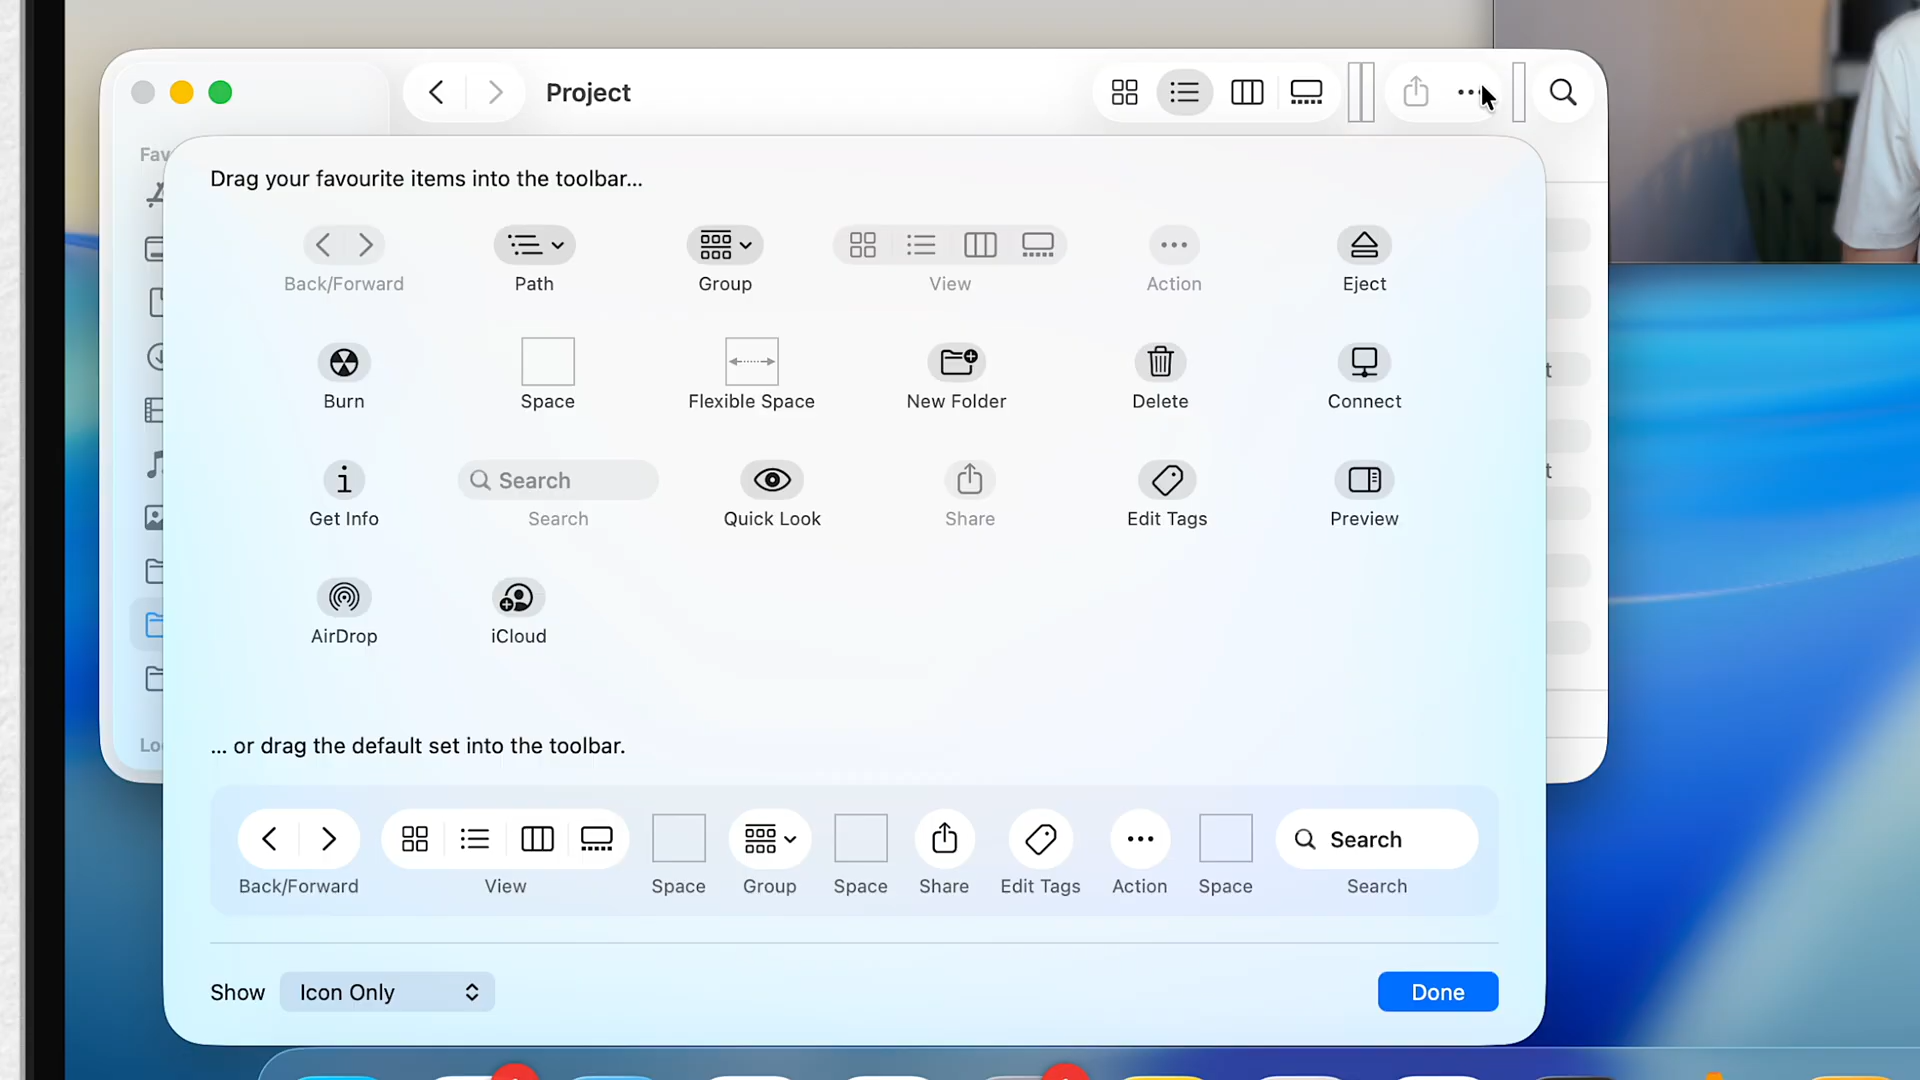 Project
Fav
Drag your favourite items into the toolbar...
Back/Forward
Path
Group
View
Action
Eject
Burn
Space
Flexible Space
New Folder
Delete
Connect
t
Get Info
Search
Search
Quick Look
Share
Edit Tags
Preview
t
AirDrop
iCloud
Lo
... or drag the default set into the toolbar.
Search
Back/Forward
View
Space
Group
Space
Share
Edit Tags
Action
Space
Search
Show
Icon Only
Done